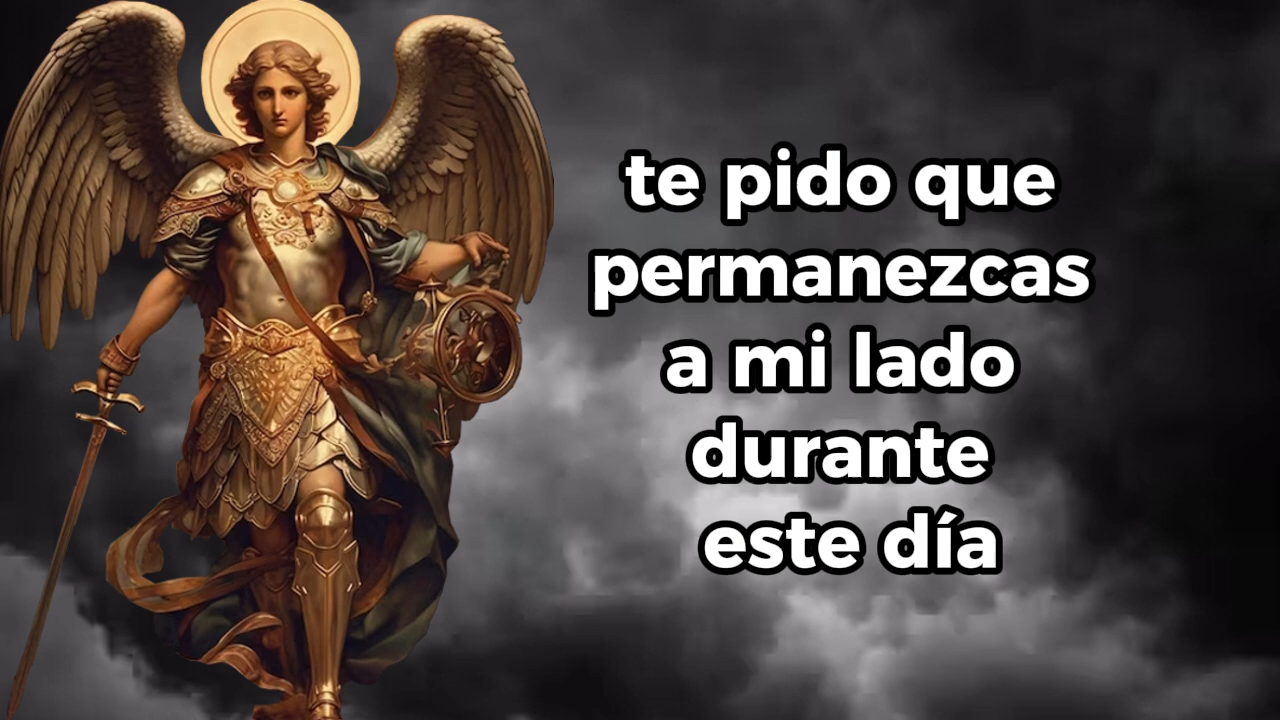 te pido que
permanezcas
a mi lado
durante
este día